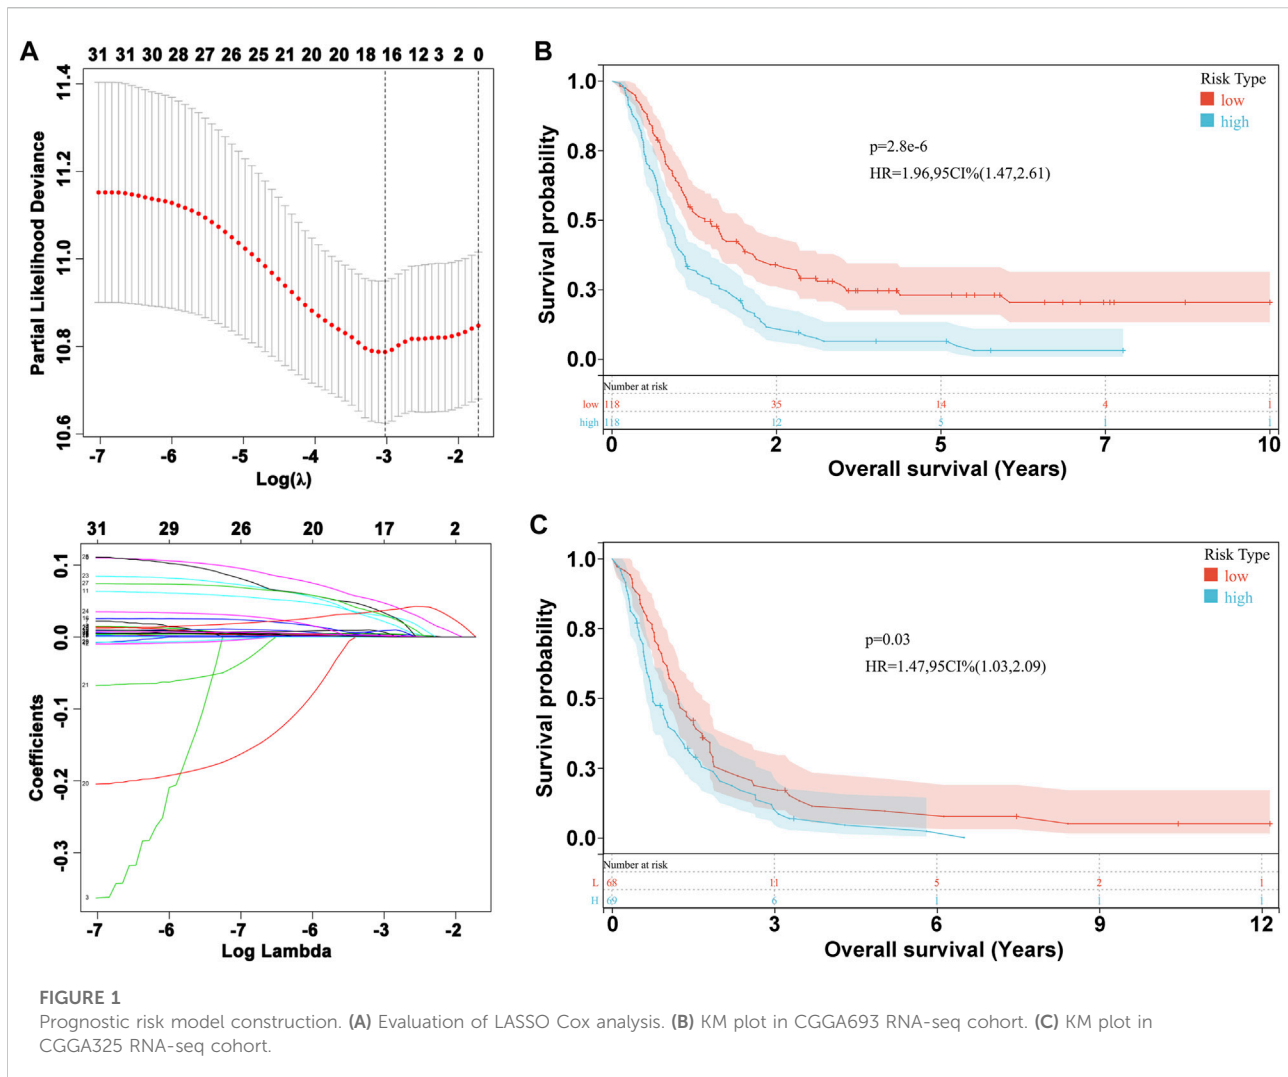 A
31 31 30 28 27 26 25 21 20 20 18 16 12 3 2 0
Partial Likelihood Deviance
11.4
11.2
11.0
10.8
10.6
-7 -6 -5 -4 -3 -2
Log(λ)
31 29 26 20 17 2
Coefficients
0.1
0.0
-0.1
-0.2
-0.3
23
27
11
24
21
20
3
-7 -6 -5 -4 -3 -2
Log Lambda
B
Survival probability
1.0
0.8
0.5
0.3
0.0
Risk Type
low
high
p=2.8e-6
HR=1.96,95CI%(1.47,2.61)
Number at risk
low 118 35 14 4 1
high 118 12 5 1 1
0 2 5 7 10
Overall survival (Years)
C
Survival probability
1.0
0.8
0.5
0.3
0.0
Risk Type
low
high
p=0.03
HR=1.47,95CI%(1.03,2.09)
Number at risk
L 68 11 5 2 1
H 69 6 1 1 1
0 3 6 9 12
Overall survival (Years)
FIGURE 1
Prognostic risk model construction. (A) Evaluation of LASSO Cox analysis. (B) KM plot in CGGA693 RNA-seq cohort. (C) KM plot in
CGGA325 RNA-seq cohort.